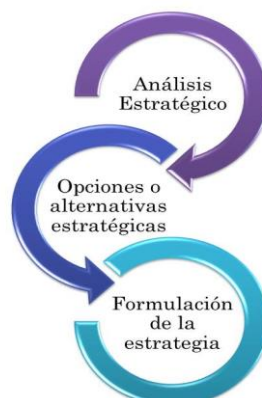 Análisis
Estratégico
Opciones o
alternativas
estratégicas
Formulación
de la
estrategia